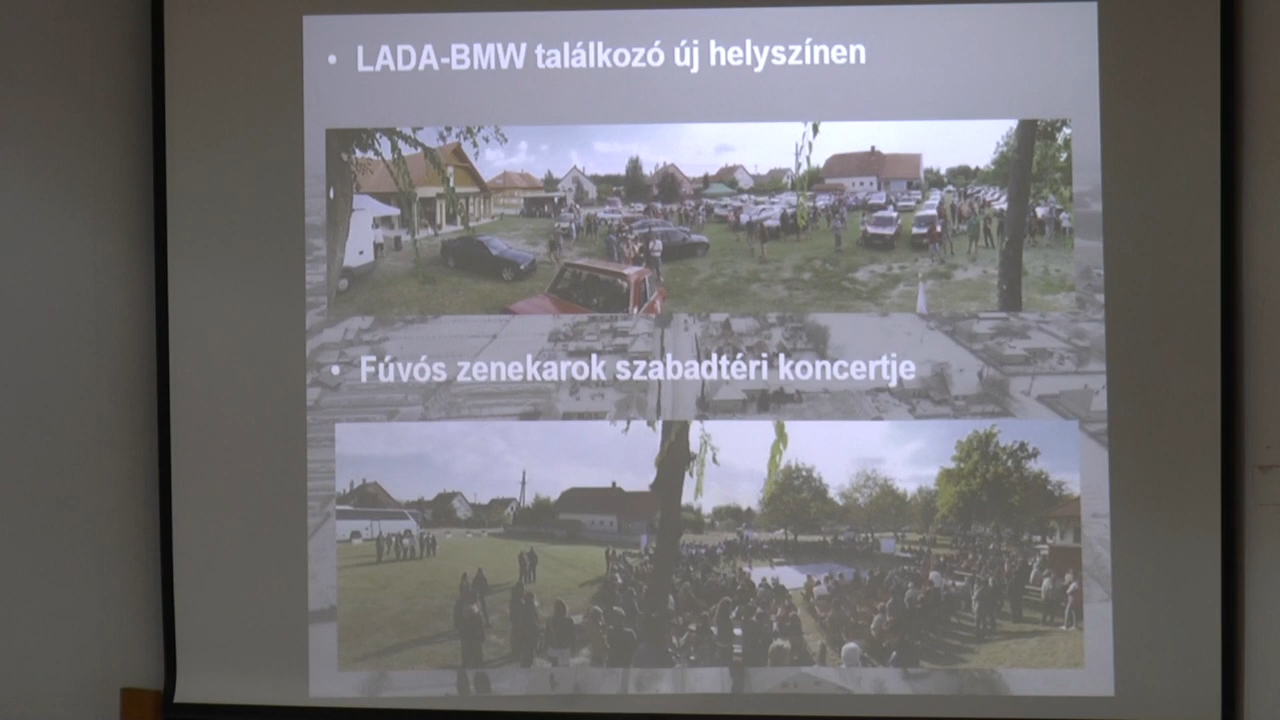 • LADA-BMW találkozó új helyszínen
• Fúvós zenekarok szabadtéri koncertje